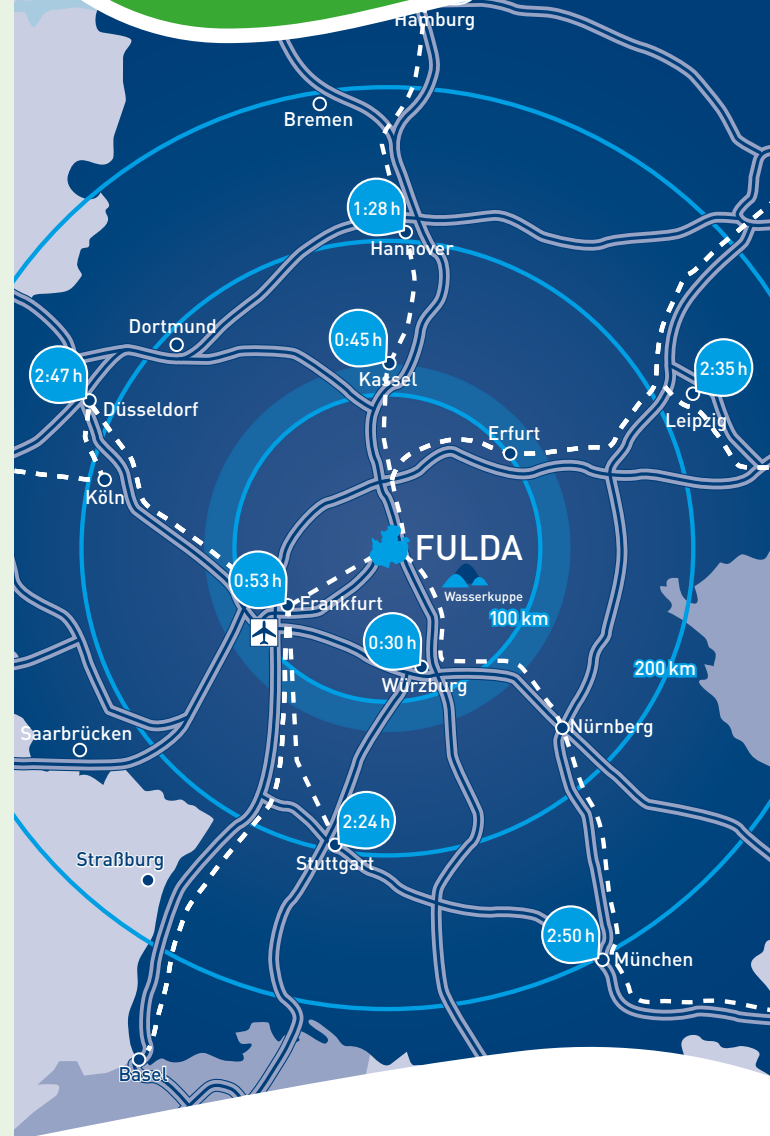 Hamburg
Bremen
1:28 h
Hannover
Dortmund
0:45 h
Kassel
2:47 h
Düsseldorf
2:35 h
Leipzig
Erfurt
Köln
FULDA
Wasserkuppe
0:53 h
Frankfurt
100 km
0:30 h
Würzburg
200 km
Saarbrücken
Nürnberg
2:24 h
Stuttgart
Straßburg
2:50 h
München
Basel